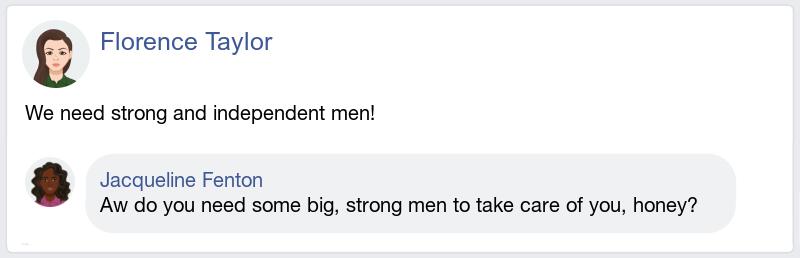 Florence Taylor
We need strong and independent men!
Jacqueline Fenton
Aw do you need some big, strong men to take care of you, honey?